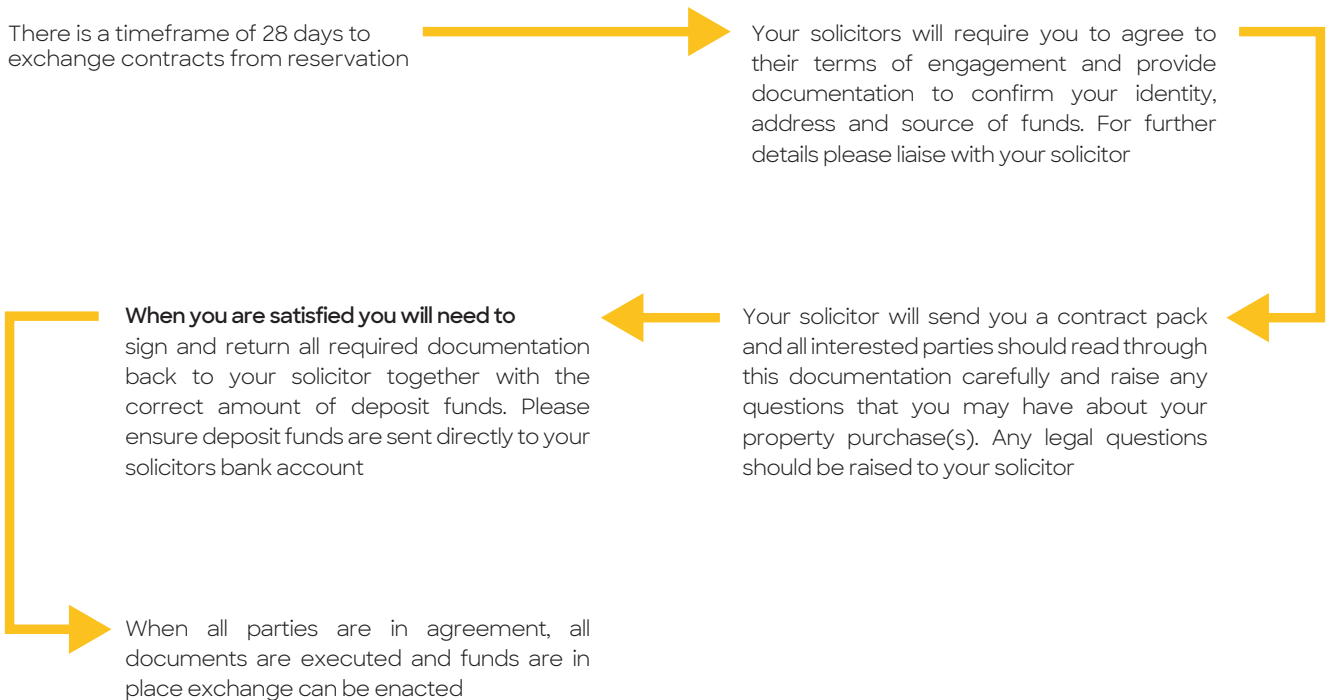 There is a timeframe of 28 days to
exchange contracts from reservation
Your solicitors will require you to agree to
their terms of engagement and provide
documentation to confirm your identity,
address and source of funds. For further
details please liaise with your solicitor
Your solicitor will send you a contract pack
and all interested parties should read through
this documentation carefully and raise any
questions that you may have about your
property purchase(s). Any legal questions
should be raised to your solicitor
When you are satisfied you will need to
sign and return all required documentation
back to your solicitor together with the
correct amount of deposit funds. Please
ensure deposit funds are sent directly to your
solicitors bank account
When all parties are in agreement, all
documents are executed and funds are in
place exchange can be enacted